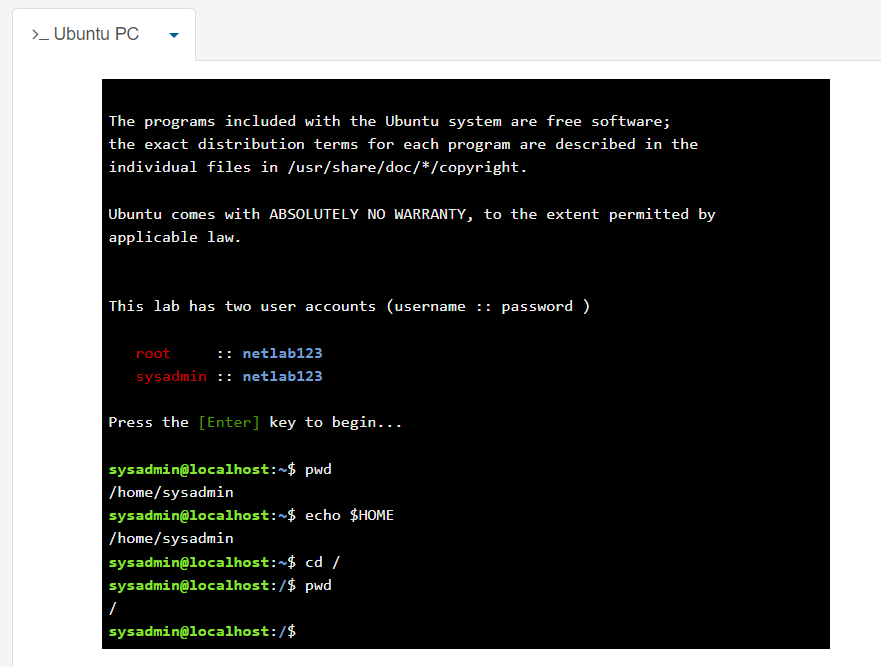 >_ Ubuntu PC
The programs included with the Ubuntu system are free software;
the exact distribution terms for each program are described in the
individual files in /usr/share/doc/*/copyright.
Ubuntu comes with ABSOLUTELY NO WARRANTY, to the extent permitted by
applicable law.
This lab has two user accounts (username :: password )
root     :: netlab123
sysadmin :: netlab123
Press the [Enter] key to begin...
sysadmin@localhost:~$ pwd
/home/sysadmin
sysadmin@localhost:~$ echo $HOME
/home/sysadmin
sysadmin@localhost:~$ cd /
sysadmin@localhost:/$ pwd
/
sysadmin@localhost:/$